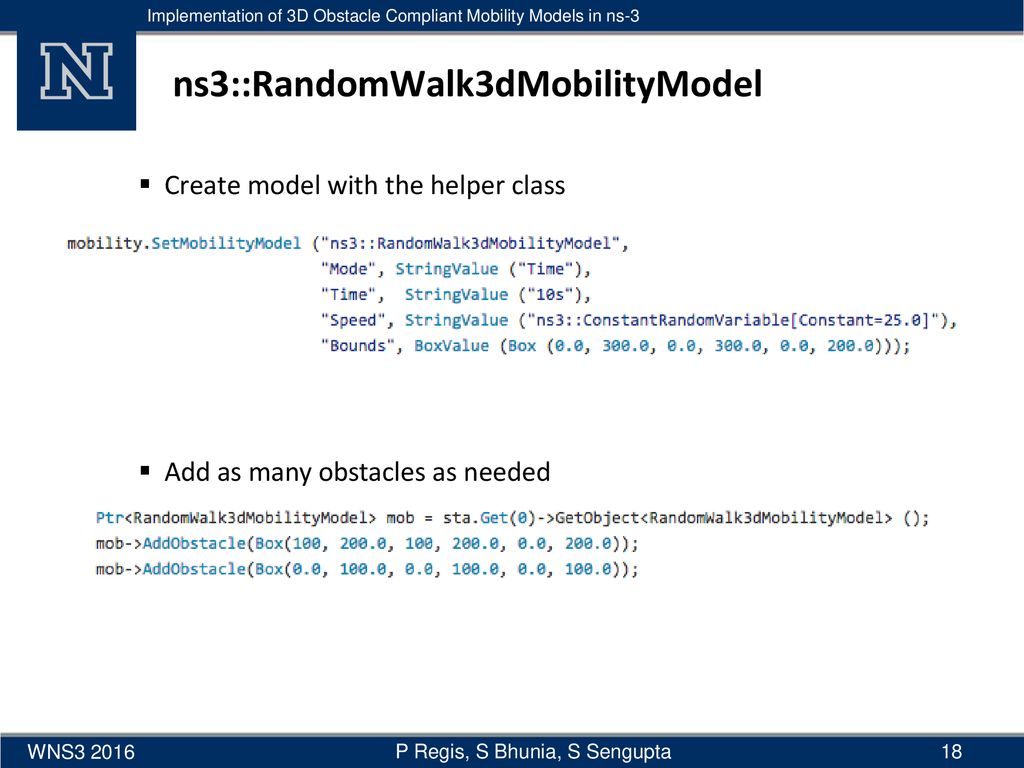 Implementation of 3D Obstacle Compliant Mobility Models in ns-3
N
ns3::RandomWalk3dMobilityModel
▪ Create model with the helper class
mobility.SetMobilityModel ("ns3::RandomWalk3dMobilityModel",
"Mode", StringValue ("Time"),
"Time", StringValue ("10s"),
"Speed", StringValue ("ns3::ConstantRandomVariable[Constant=25.0]"),
"Bounds", BoxValue (Box (0.0, 300.0, 0.0, 300.0, 0.0, 200.0)));
▪ Add as many obstacles as needed
Ptr<RandomWalk3dMobilityModel> mob = sta.Get(0)->GetObject<RandomWalk3dMobilityModel> ();
mob->AddObstacle(Box(100, 200.0, 100, 200.0, 0.0, 200.0));
mob->AddObstacle(Box(0.0, 100.0, 0.0, 100.0, 0.0, 100.0));
WNS3 2016
P Regis, S Bhunia, S Sengupta
18